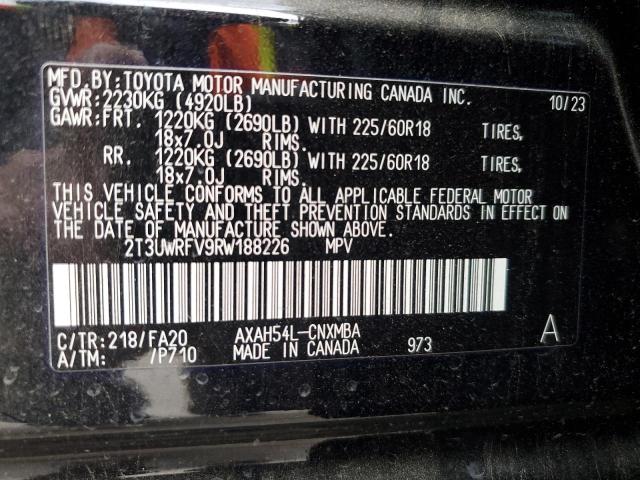 MFD.BY:TOYOTA MOTOR MANUFACTURING CANADA INC. 10/23
GVWR:2230KG (4920LB)
GAWR:FRT. 1220KG (2690LB) WITH 225/60R18 TIRES,
18x7.0J RIMS.
RR. 1220KG (2690LB) WITH 225/60R18 TIRES,
18x7.0J RIMS.
THIS VEHICLE CONFORMS TO ALL APPLICABLE FEDERAL MOTOR
VEHICLE SAFETY AND THEFT PREVENTION STANDARDS IN EFFECT ON
THE DATE OF MANUFACTURE SHOWN ABOVE.
2T3UWRFV9RW188226 MPV
C/TR:218/FA20 AXAH54L-CNXMBA A
A/TM: /P710 MADE IN CANADA 973